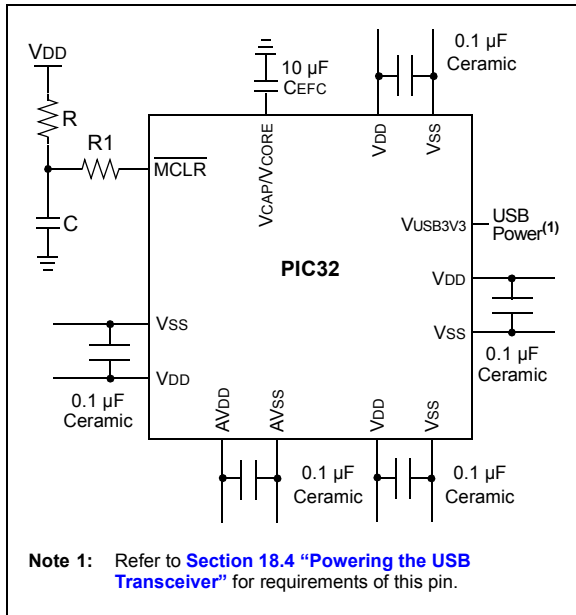 VDD
R
R1
C
10 µF
CEFC
0.1 µF
Ceramic
MCLR
VCAP/VCORE
VDD
VSS
VUSB3V3
USB
Power(1)
PIC32
VDD
VSS
0.1 µF
Ceramic
VSS
VDD
0.1 µF
Ceramic
AVDD
AVSS
VDD
VSS
0.1 µF
Ceramic
0.1 µF
Ceramic
Note 1: Refer to Section 18.4 “Powering the USB
Transceiver” for requirements of this pin.